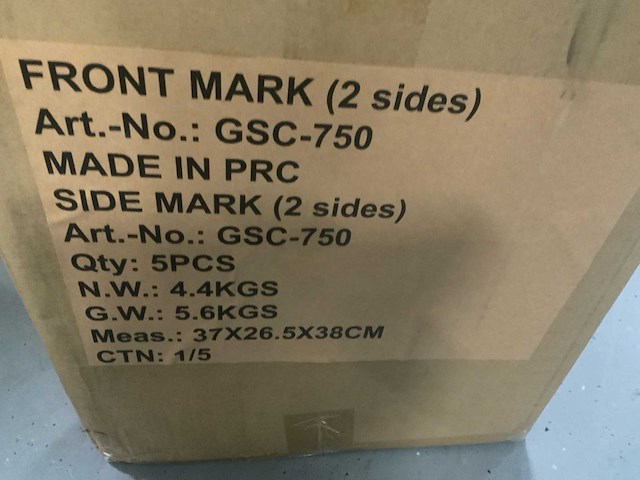 FRONT MARK (2 sides)
Art.-No.: GSC-750
MADE IN PRC
SIDE MARK (2 sides)
Art.-No.: GSC-750
Qty: 5PCS
N.W.: 4.4KGS
G.W.: 5.6KGS
Meas.: 37X26.5X38CM
CTN: 1/5